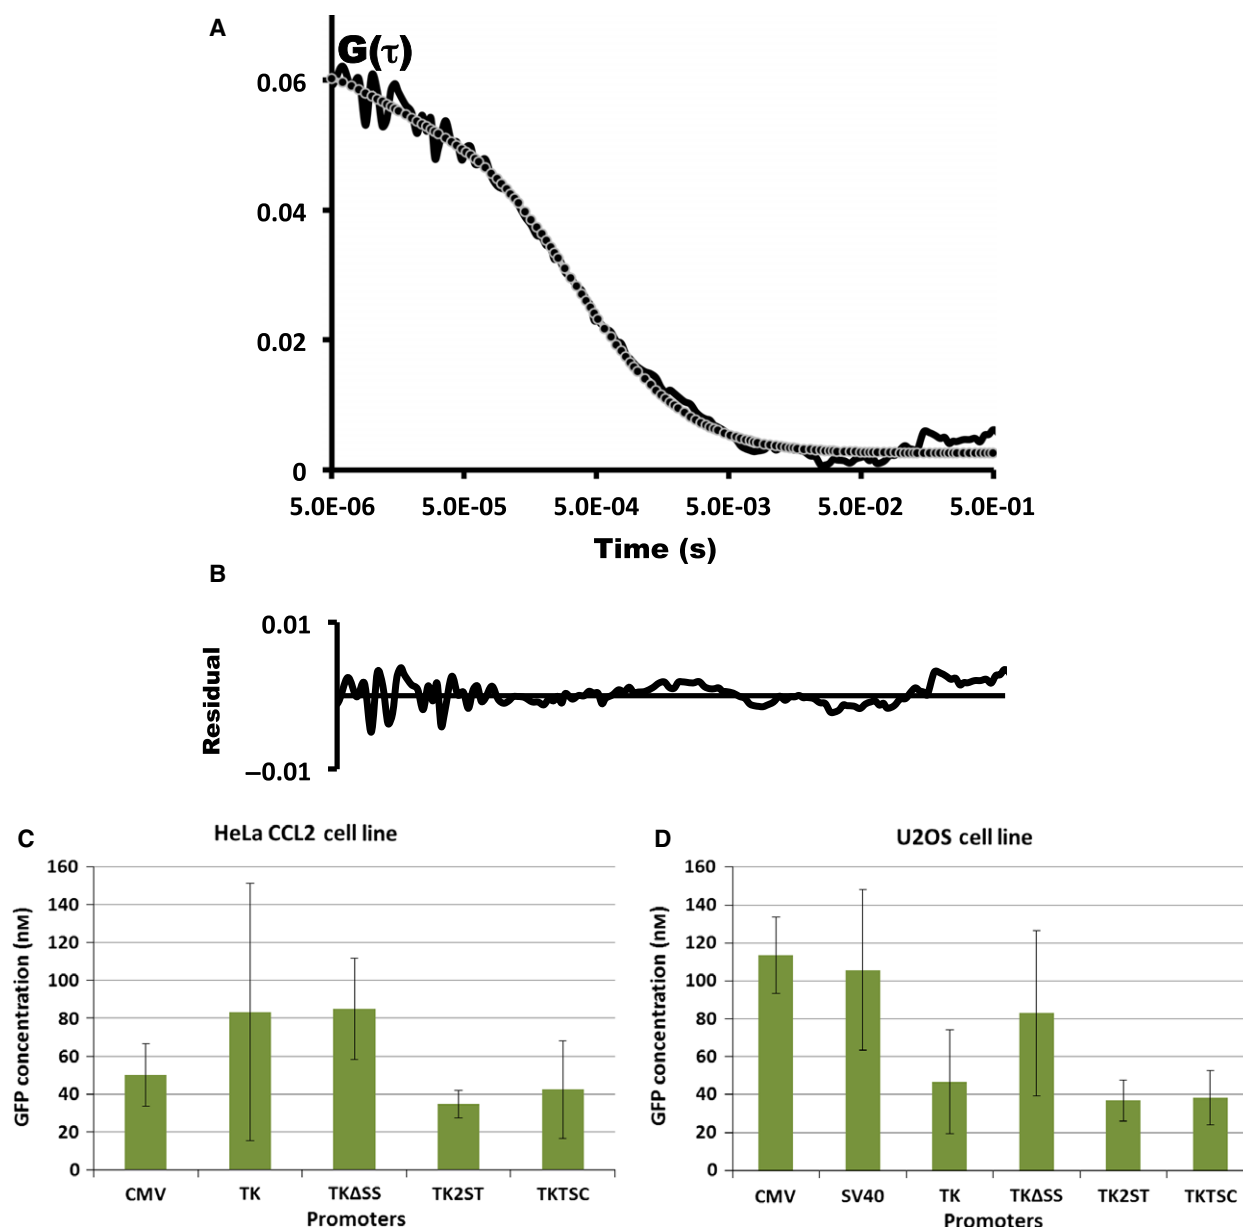 A
G(τ)
0.06
0.04
0.02
0
5.0E-06 5.0E-05 5.0E-04 5.0E-03 5.0E-02 5.0E-01
Time (s)
B
0.01
Residual
–0.01
C
HeLa CCL2 cell line
160
140
120
100
80
60
40
20
0
GFP concentration (nM)
CMV TK TKΔSS TK2ST TKTSC
Promoters
D
U2OS cell line
160
140
120
100
80
60
40
20
0
GFP concentration (nM)
CMV SV40 TK TKΔSS TK2ST TKTSC
Promoters